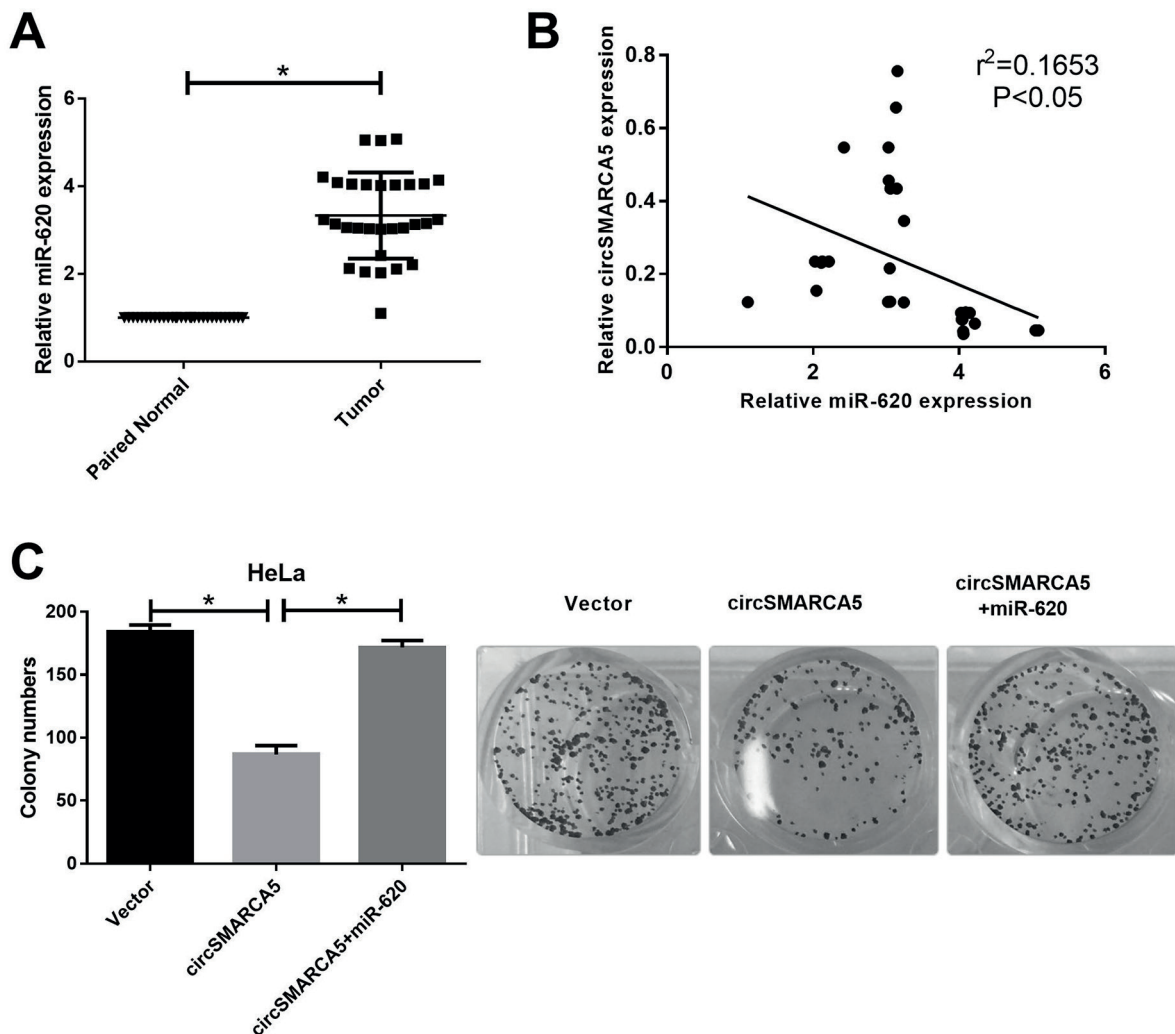 A
*
Relative miR-620 expression
6
4
2
0
Paired Normal
Tumor
B
r²=0.1653
P<0.05
Relative circSMARCA5 expression
0.8
0.6
0.4
0.2
0.0
0
2
4
6
Relative miR-620 expression
C
HeLa
*
*
Colony numbers
200
150
100
50
0
Vector
circSMARCA5
circSMARCA5+miR-620
Vector
circSMARCA5
circSMARCA5
+miR-620